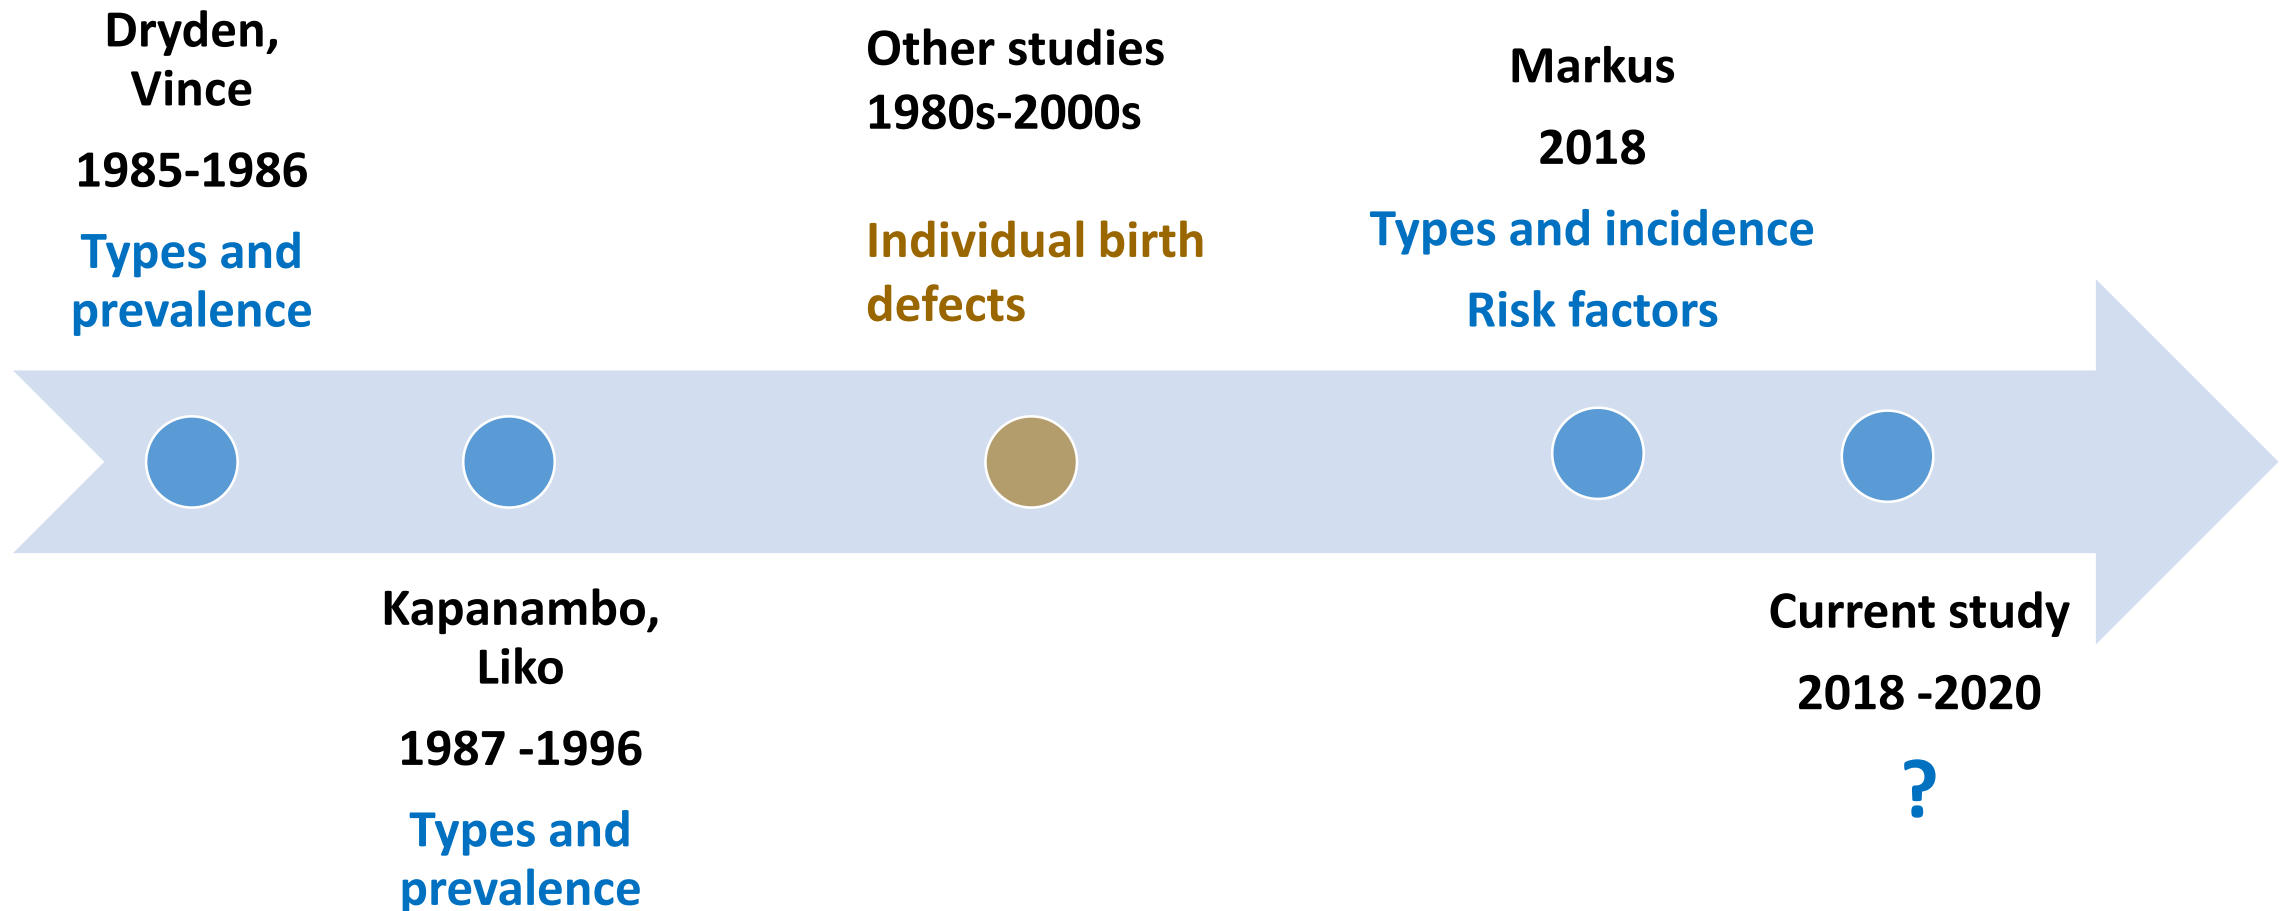 Dryden,
Vince
1985-1986
Types and
prevalence
Kapanambo,
Liko
1987 -1996
Types and
prevalence
Other studies
1980s-2000s
Individual birth
defects
Markus
2018
Types and incidence
Risk factors
Current study
2018 -2020
?